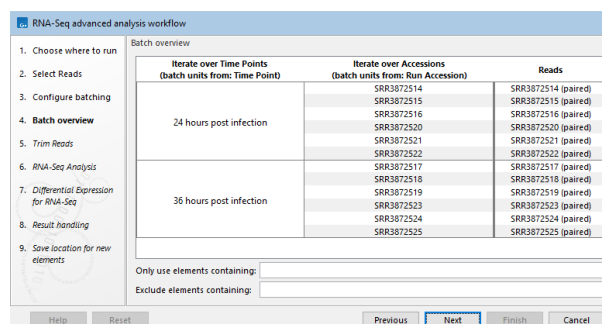 RNA-Seq advanced analysis workflow
1. Choose where to run
2. Select Reads
3. Configure batching
4. Batch overview
5. Trim Reads
6. RNA-Seq Analysis
7. Differential Expression
for RNA-Seq
8. Result handling
9. Save location for new
elements
Batch overview
Iterate over Time Points
(batch units from: Time Point)
Iterate over Accessions
(batch units from: Run Accession)
Reads
24 hours post infection
SRR3872514 SRR3872514 (paired)
SRR3872515 SRR3872515 (paired)
SRR3872516 SRR3872516 (paired)
SRR3872520 SRR3872520 (paired)
SRR3872521 SRR3872521 (paired)
SRR3872522 SRR3872522 (paired)
36 hours post infection
SRR3872517 SRR3872517 (paired)
SRR3872518 SRR3872518 (paired)
SRR3872519 SRR3872519 (paired)
SRR3872523 SRR3872523 (paired)
SRR3872524 SRR3872524 (paired)
SRR3872525 SRR3872525 (paired)
Only use elements containing:
Exclude elements containing:
Help Reset Previous Next Finish Cancel